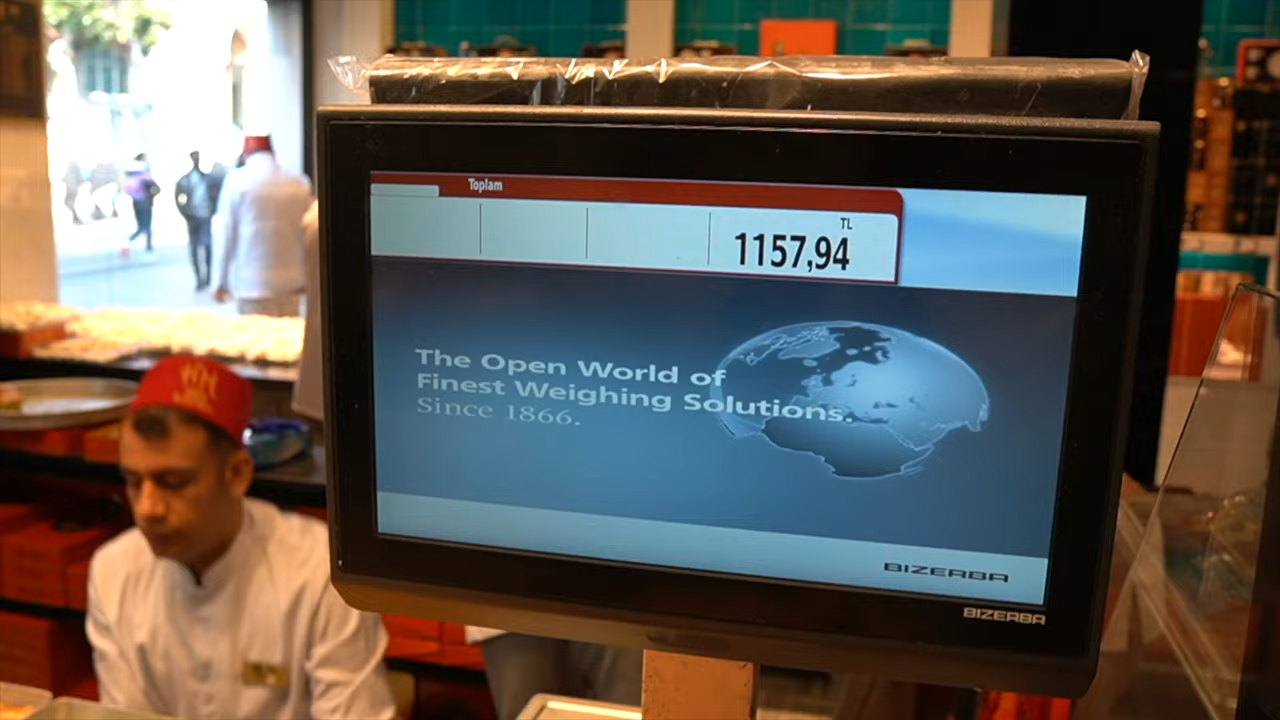 Toplam
TL
1157,94
The Open World of
Finest Weighing Solutions.
Since 1866.
BIZERBA
BIZERBA